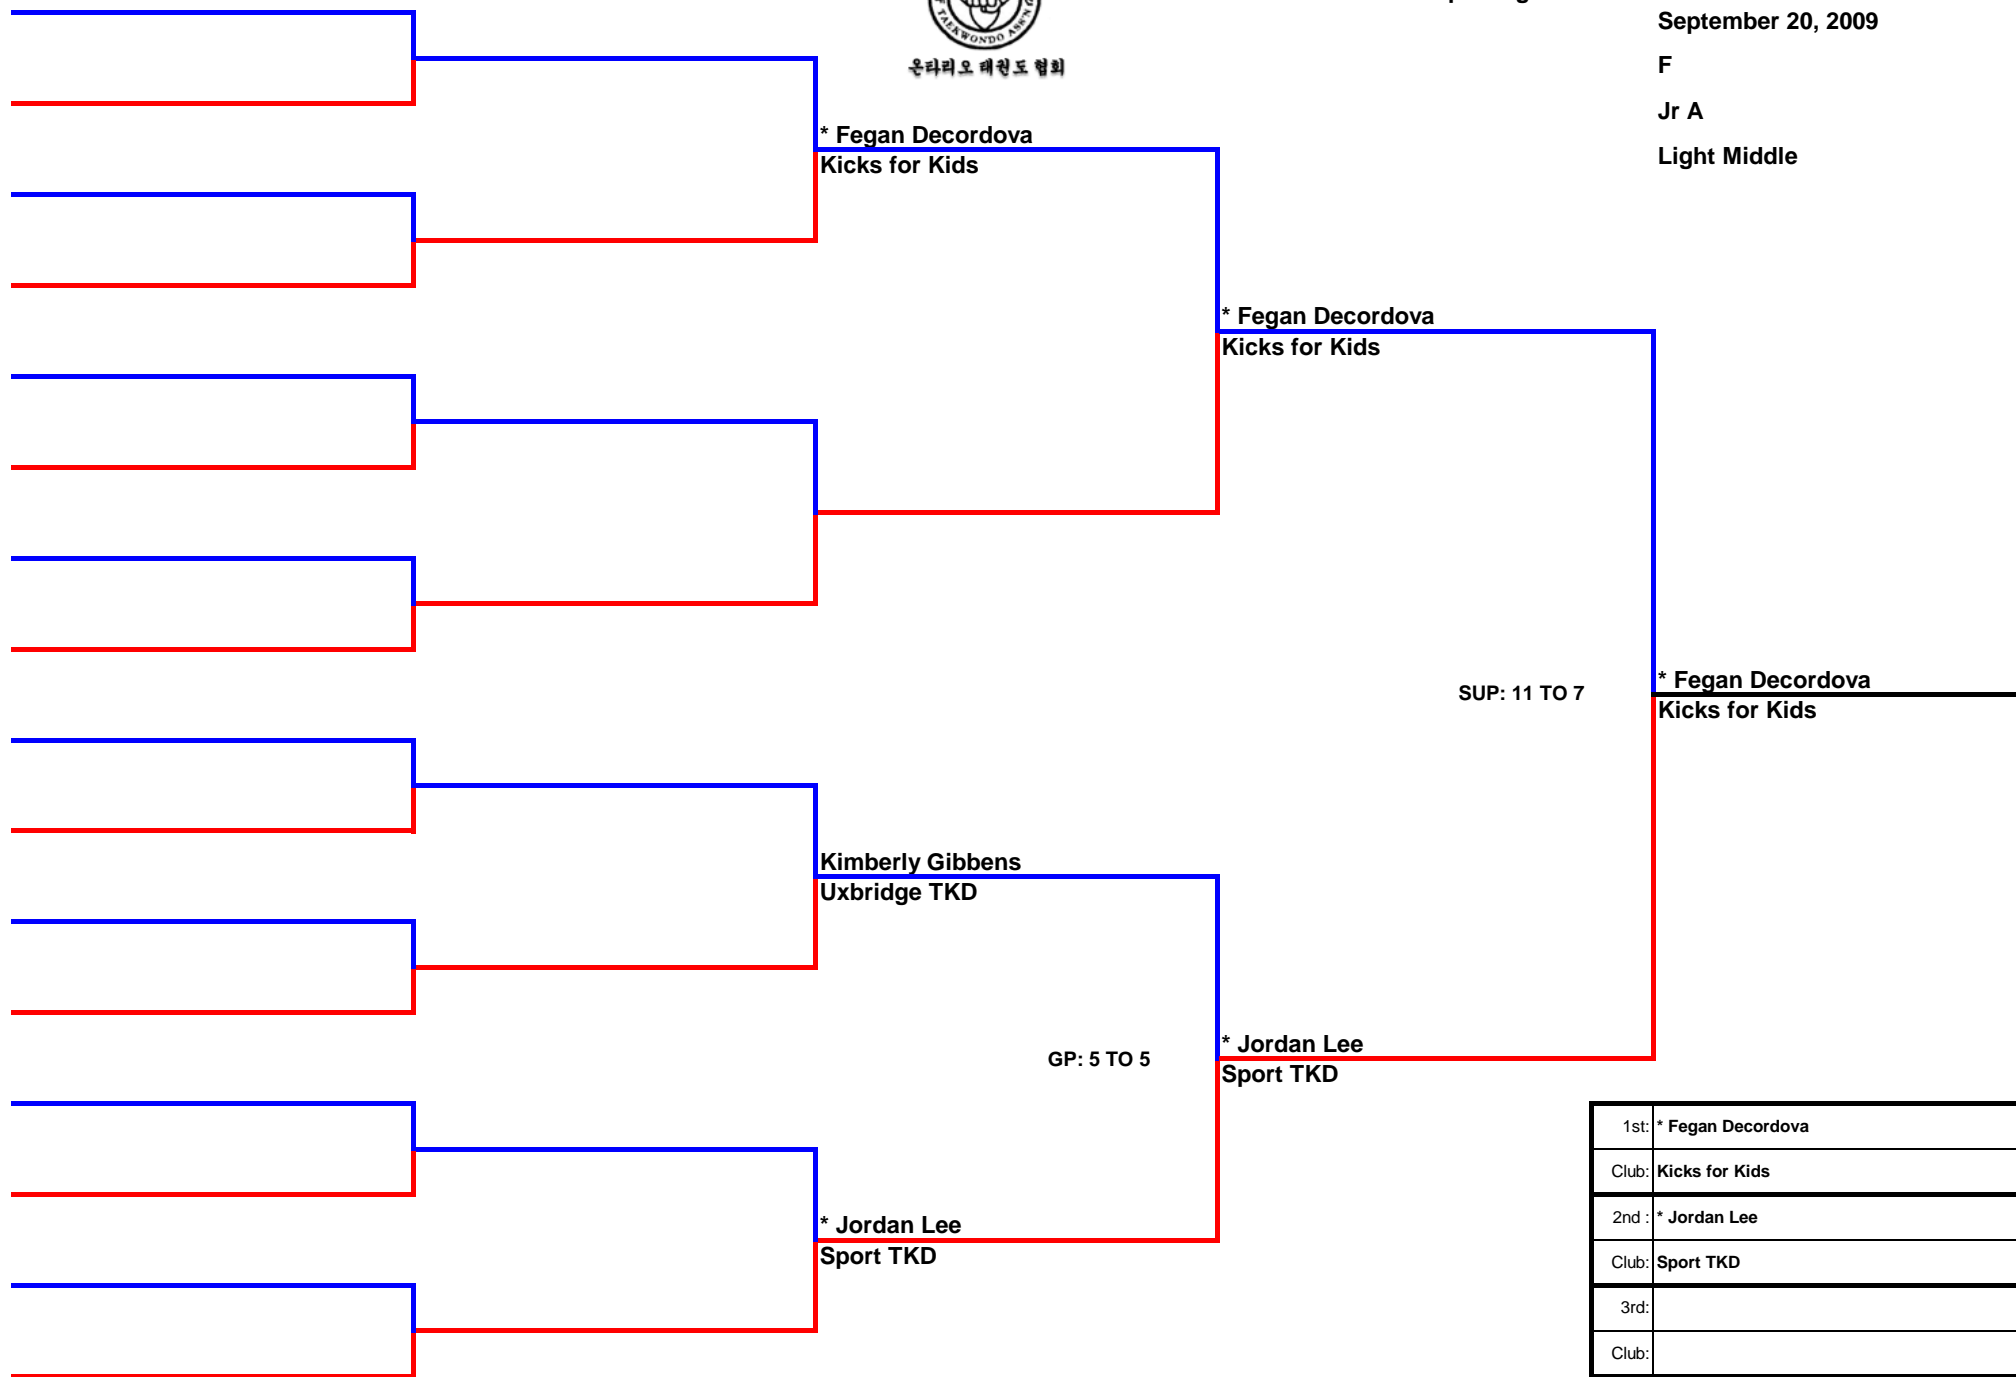 TAEKWONDO ASS'N
온타리오 태권도 협회
September 20, 2009
F
Jr A
Light Middle
* Fegan Decordova
Kicks for Kids
* Fegan Decordova
Kicks for Kids
SUP: 11 TO 7
* Fegan Decordova
Kicks for Kids
Kimberly Gibbens
Uxbridge TKD
GP: 5 TO 5
* Jordan Lee
Sport TKD
* Jordan Lee
Sport TKD
1st: * Fegan Decordova
Club: Kicks for Kids
2nd : * Jordan Lee
Club: Sport TKD
3rd:
Club: